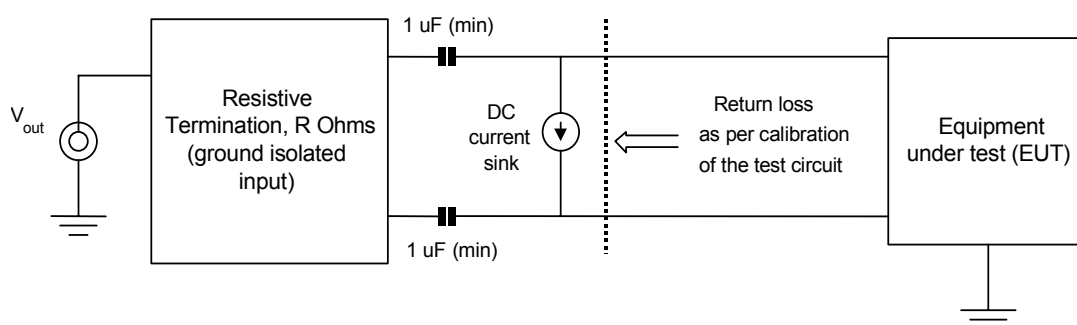 1 uF (min)
Vout
Resistive
Termination, R Ohms
(ground isolated
input)
DC
current
sink
Return loss
as per calibration
of the test circuit
Equipment
under test (EUT)
1 uF (min)